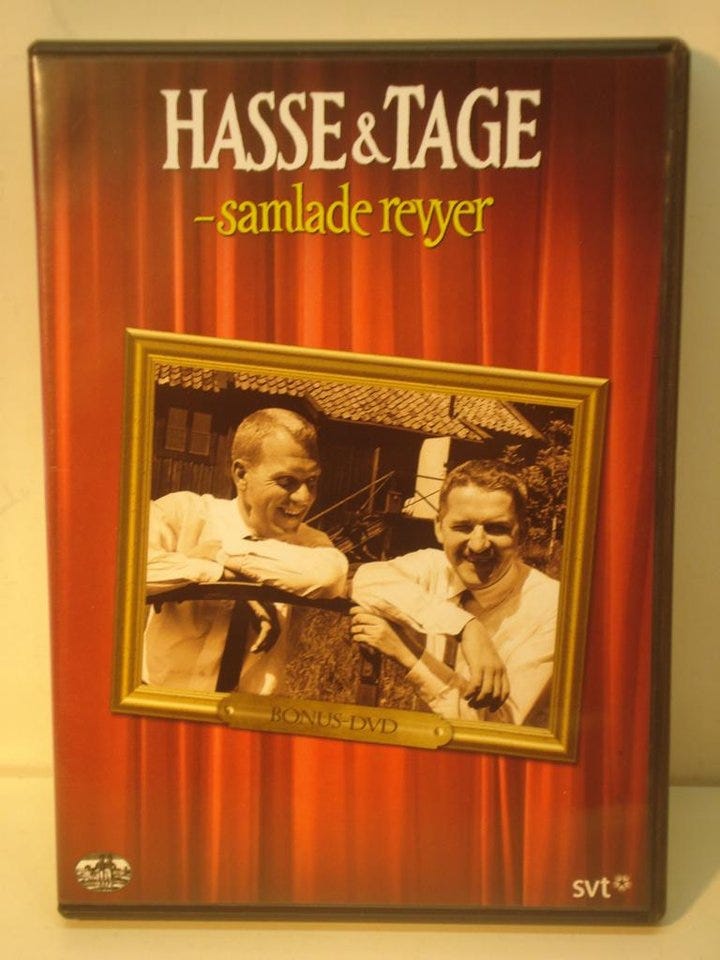 HASSE & TAGE
–samlade revyer
BONUS-DVD
svt